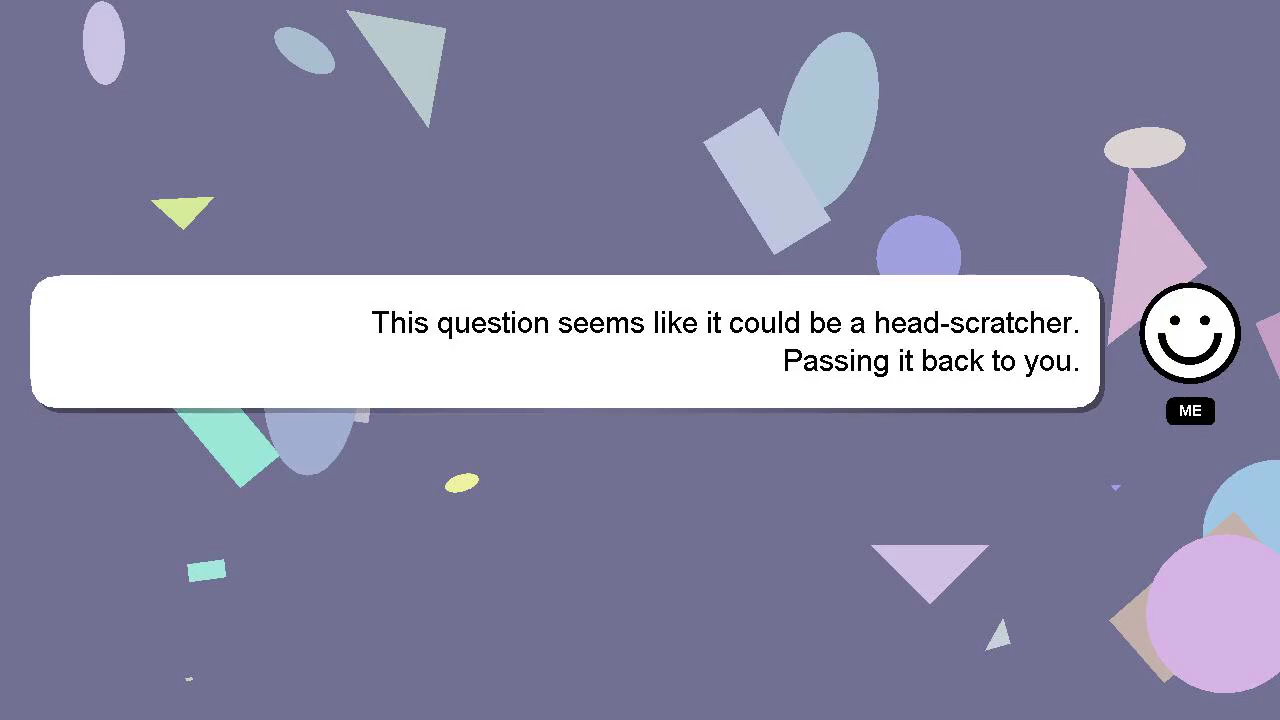 This question seems like it could be a head-scratcher.
Passing it back to you.
ME